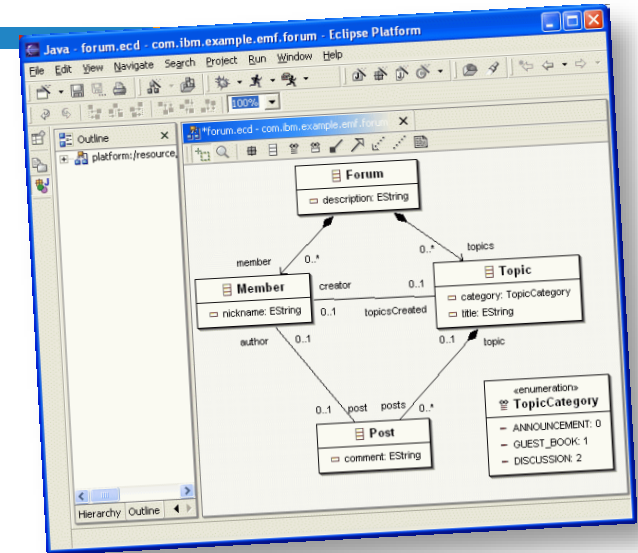 Java - forum.ecd - com.ibm.example.emf.forum - Eclipse Platform
File Edit View Navigate Search Project Run Window Help
100%
Outline
*forum.ecd - com.ibm.example.emf.forum
platform:/resource,
Forum
description: EString
member
0..*
0..*
topics
Member
nickname: EString
creator
0..1
0..1
topicsCreated
Topic
category: TopicCategory
title: EString
author
0..1
0..1
topic
0..1
post
posts
0..*
Post
comment: EString
«enumeration»
TopicCategory
ANNOUNCEMENT: 0
GUEST_BOOK: 1
DISCUSSION: 2
Hierarchy Outline